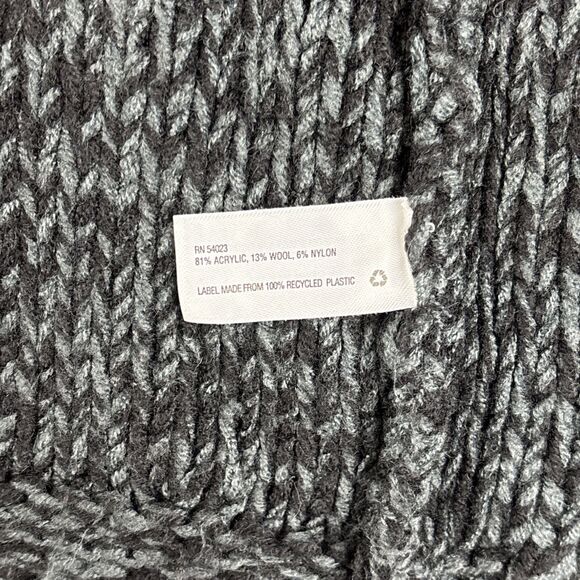 RN 54023
81% ACRYLIC, 13% WOOL, 6% NYLON
LABEL MADE FROM 100% RECYCLED PLASTIC